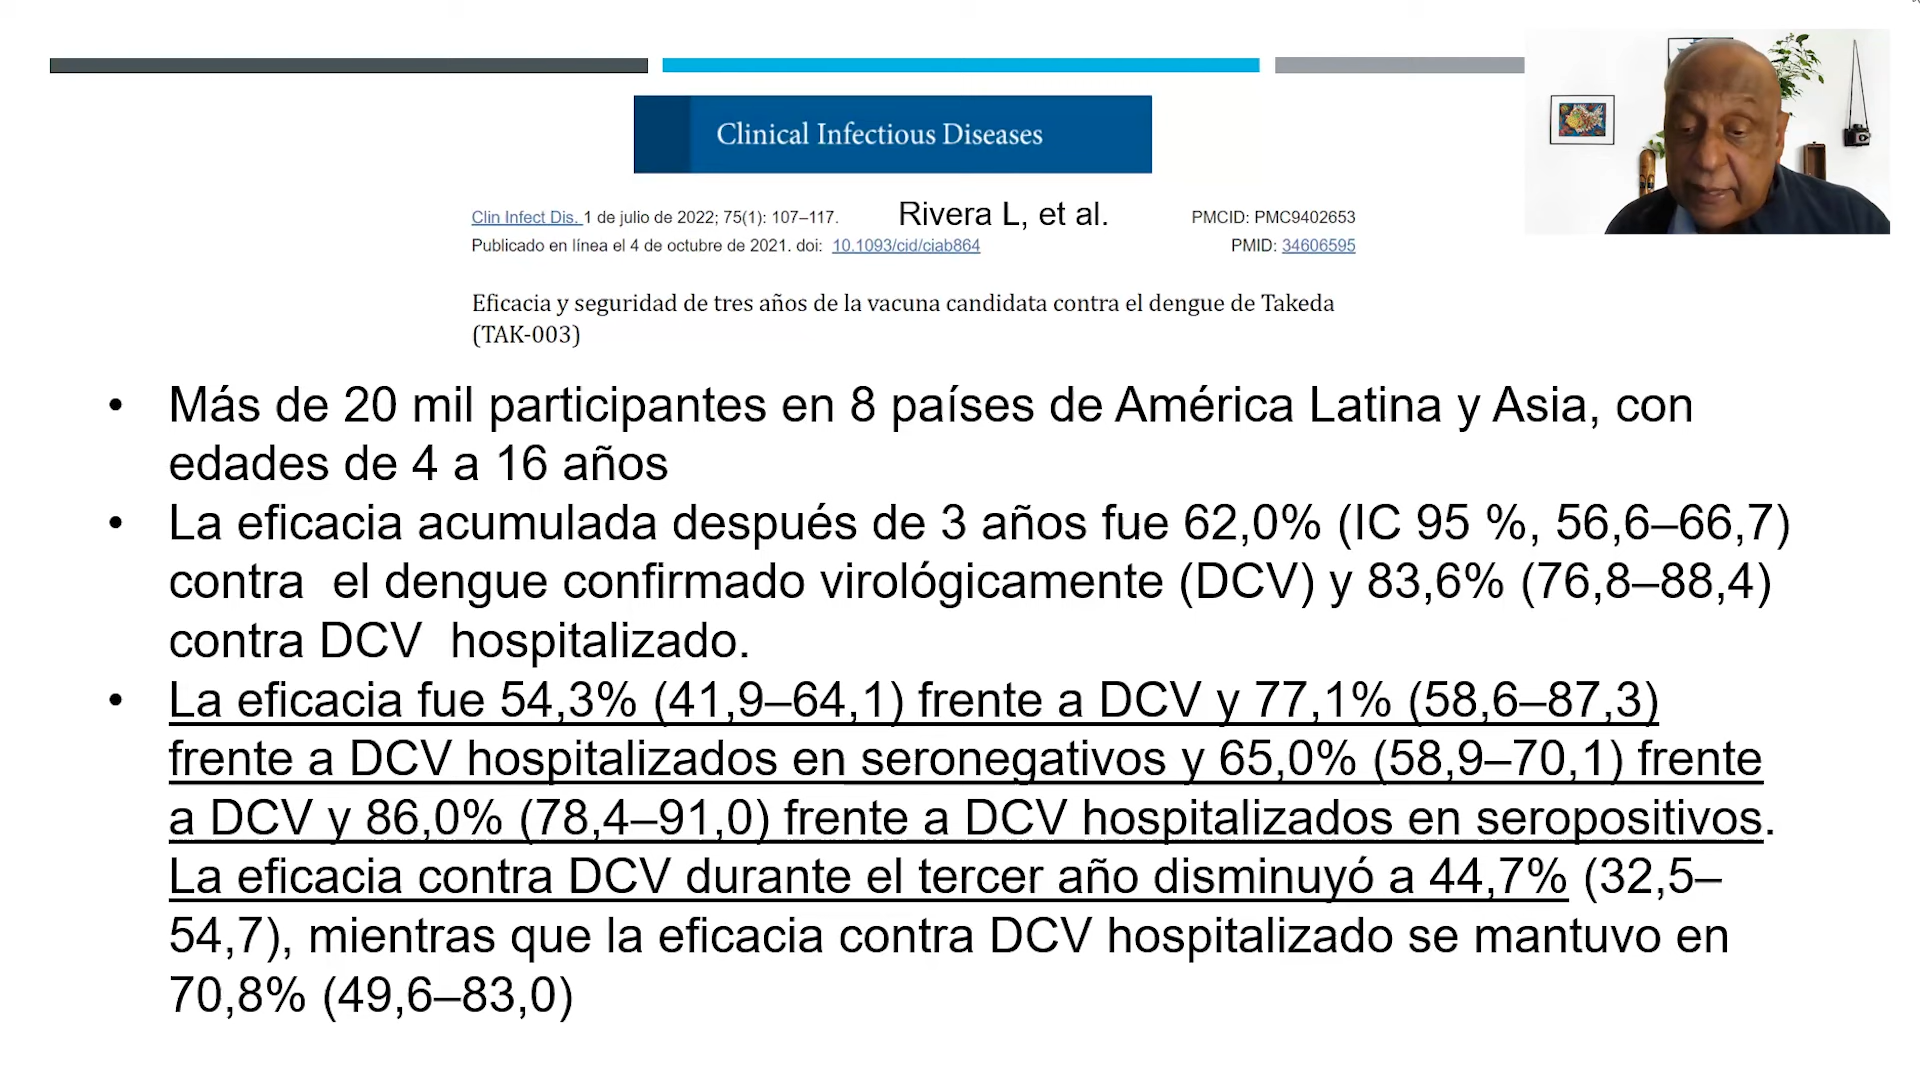 Clinical Infectious Diseases
Clin Infect Dis. 1 de julio de 2022; 75(1): 107–117.
Rivera L, et al.
PMCID: PMC9402653
Publicado en línea el 4 de octubre de 2021. doi: 10.1093/cid/ciab864
PMID: 34606595
Eficacia y seguridad de tres años de la vacuna candidata contra el dengue de Takeda
(TAK-003)
• Más de 20 mil participantes en 8 países de América Latina y Asia, con
edades de 4 a 16 años
• La eficacia acumulada después de 3 años fue 62,0% (IC 95 %, 56,6–66,7)
contra el dengue confirmado virológicamente (DCV) y 83,6% (76,8–88,4)
contra DCV hospitalizado.
• La eficacia fue 54,3% (41,9–64,1) frente a DCV y 77,1% (58,6–87,3)
frente a DCV hospitalizados en seronegativos y 65,0% (58,9–70,1) frente
a DCV y 86,0% (78,4–91,0) frente a DCV hospitalizados en seropositivos.
La eficacia contra DCV durante el tercer año disminuyó a 44,7% (32,5–
54,7), mientras que la eficacia contra DCV hospitalizado se mantuvo en
70,8% (49,6–83,0)